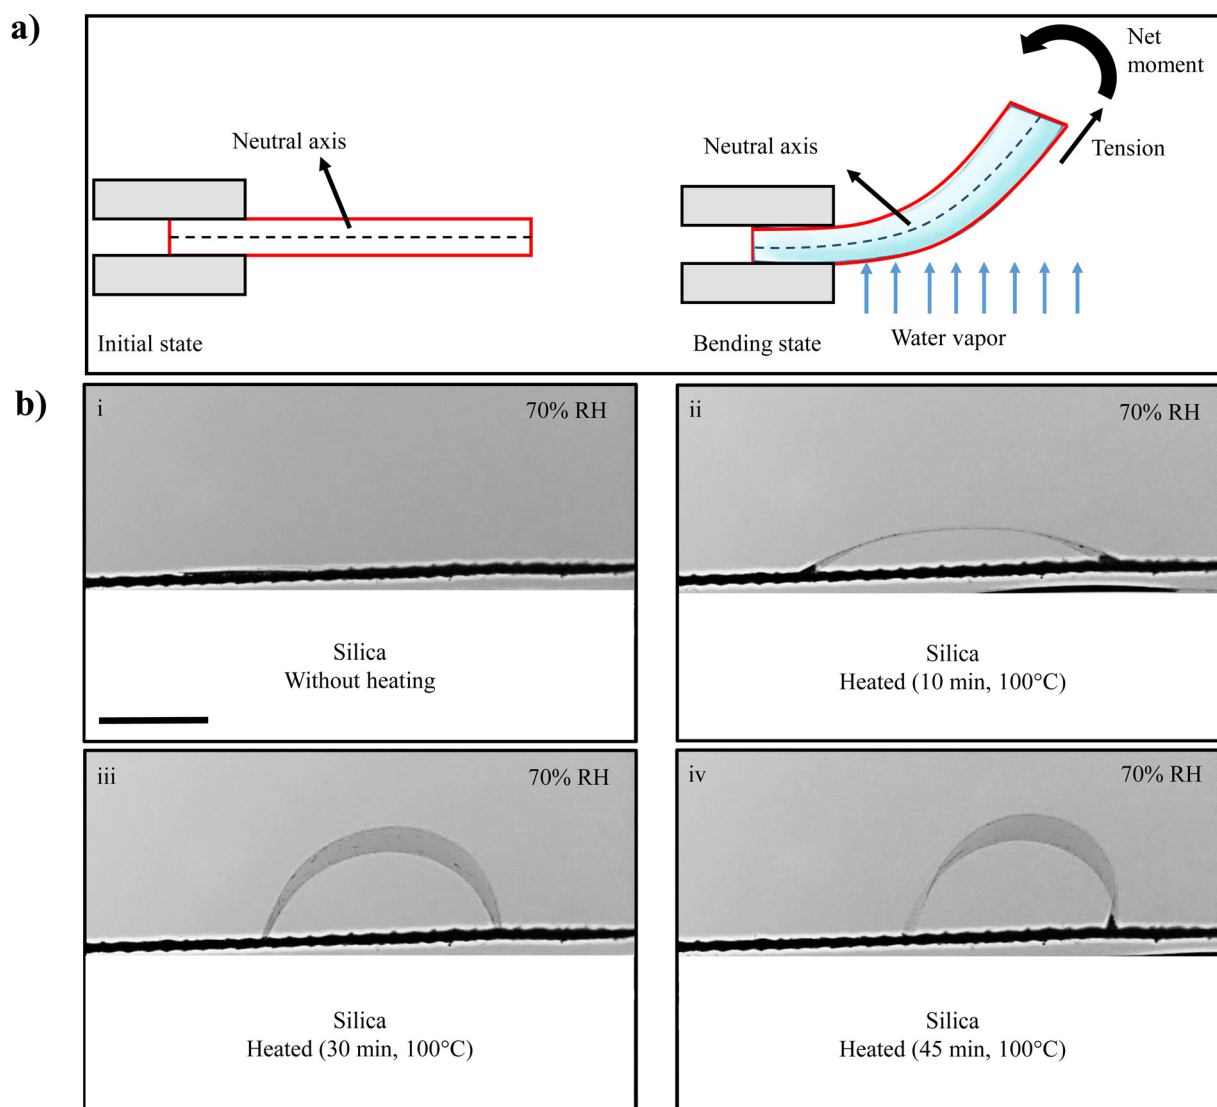 a)
Neutral axis
Initial state
Neutral axis
Net
moment
Tension
Bending state
Water vapor
b)
i
70% RH
Silica
Without heating
ii
70% RH
Silica
Heated (10 min, 100°C)
iii
70% RH
Silica
Heated (30 min, 100°C)
iv
70% RH
Silica
Heated (45 min, 100°C)